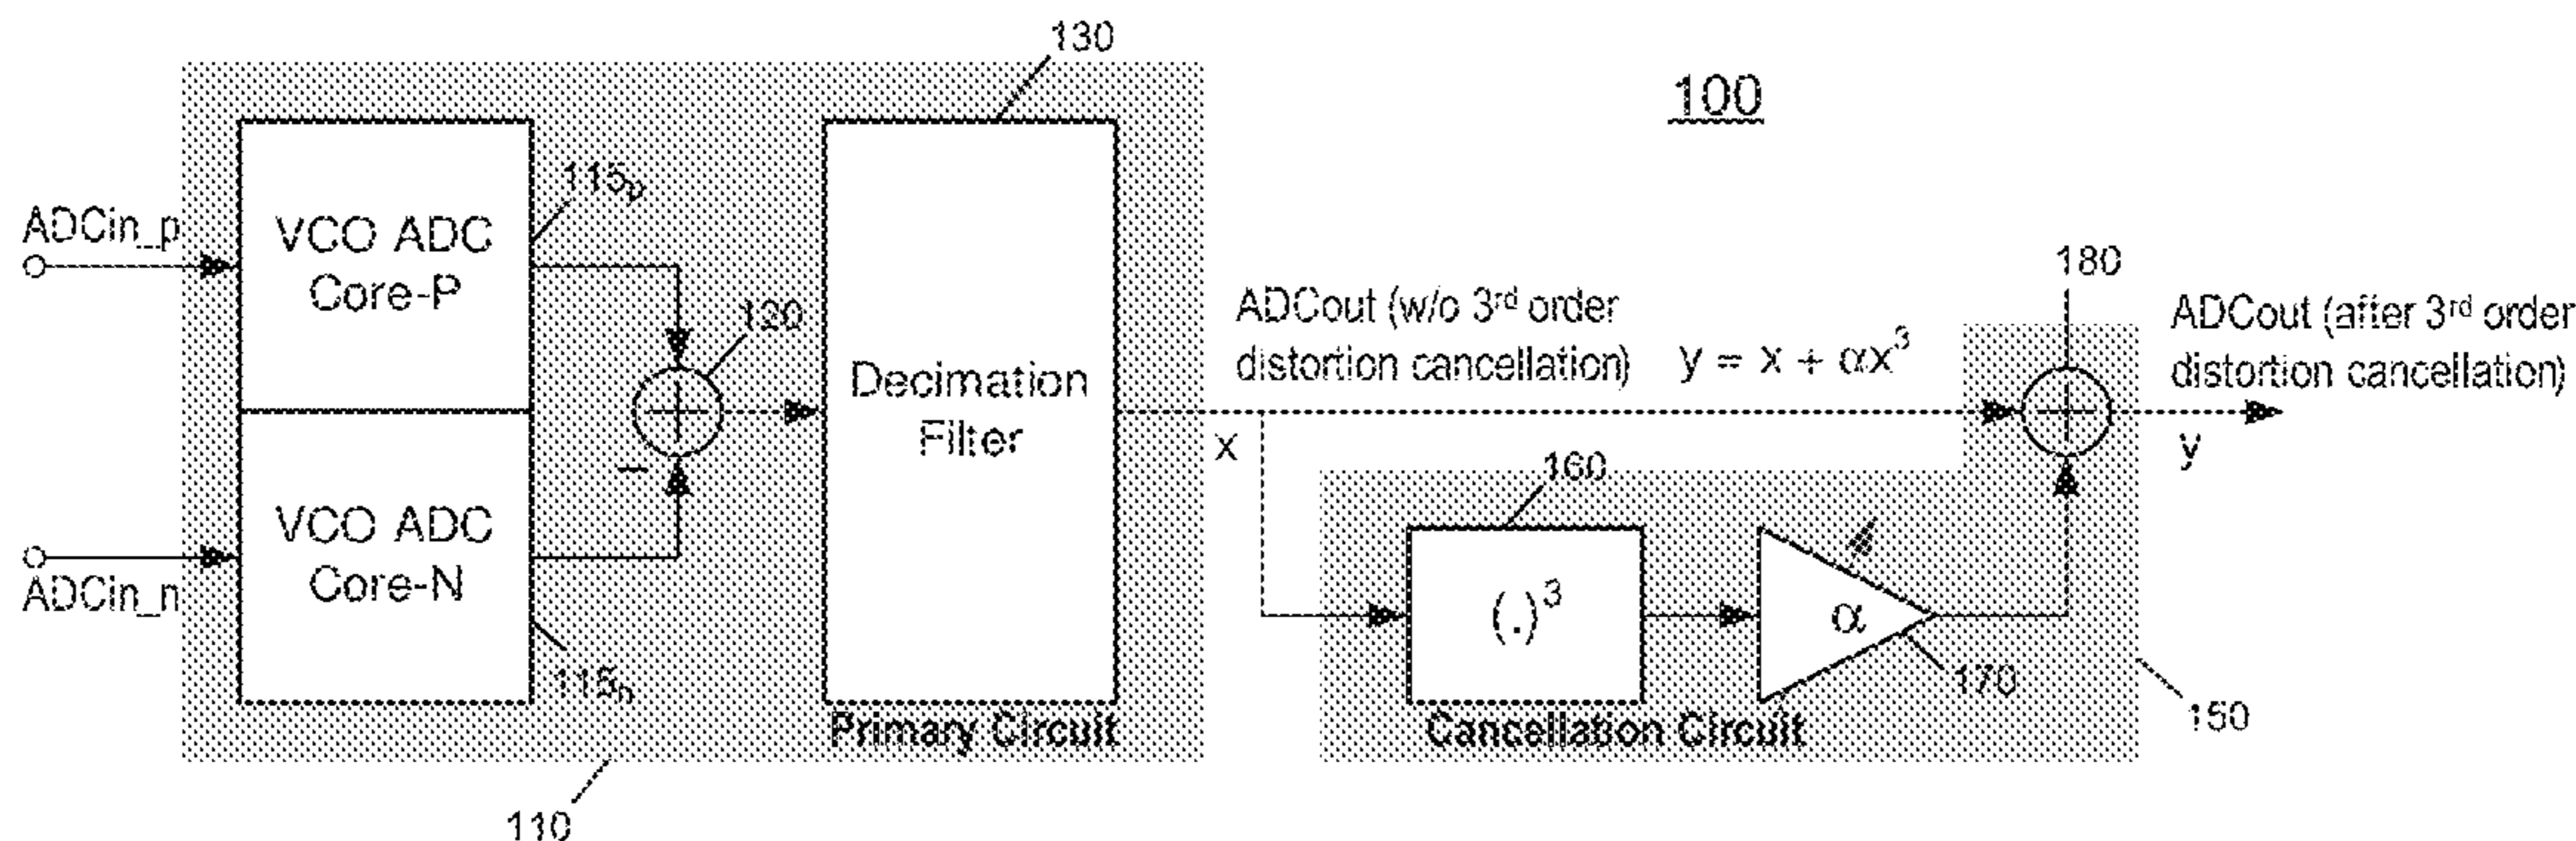 130
100
ADCin_p
VCO ADC
Core-P
115p
120
Decimation
Filter
ADCout (w/o 3rd order
distortion cancellation)
y = x + αx³
180
ADCout (after 3rd order
distortion cancellation)
x
y
ADCin_n
VCO ADC
Core-N
115n
160
(.)³
α
170
150
Primary Circuit
Cancellation Circuit
110
+
−
+